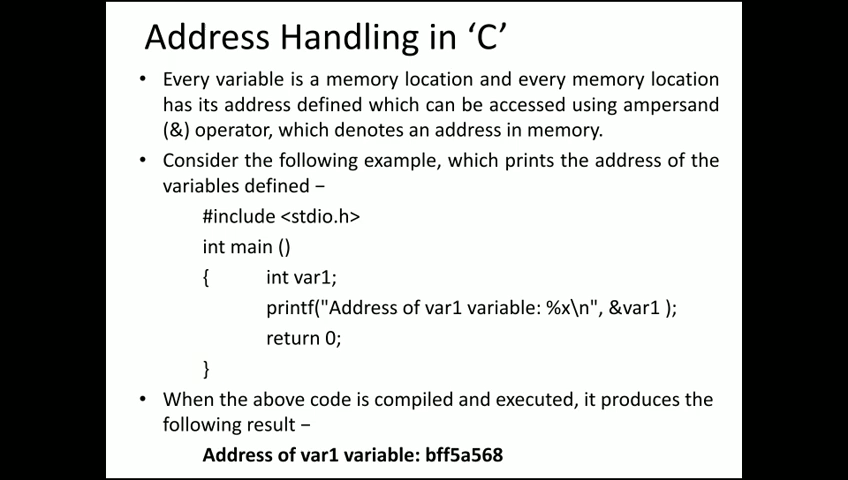 Address Handling in ‘C’
• Every variable is a memory location and every memory location
has its address defined which can be accessed using ampersand
(&) operator, which denotes an address in memory.
• Consider the following example, which prints the address of the
variables defined −
#include <stdio.h>
int main ()
{ int var1;
printf("Address of var1 variable: %x\n", &var1 );
return 0;
}
• When the above code is compiled and executed, it produces the
following result −
Address of var1 variable: bff5a568